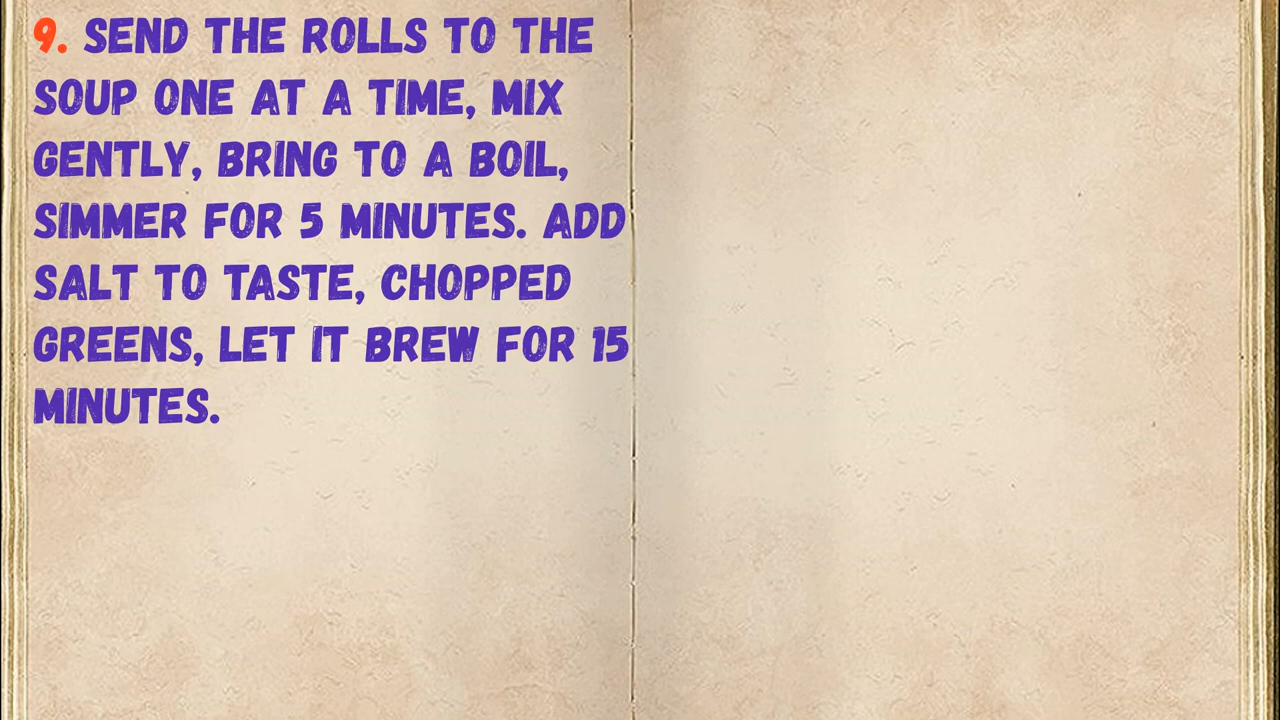 9. SEND THE ROLLS TO THE
SOUP ONE AT A TIME, MIX
GENTLY, BRING TO A BOIL,
SIMMER FOR 5 MINUTES. ADD
SALT TO TASTE, CHOPPED
GREENS, LET IT BREW FOR 15
MINUTES.